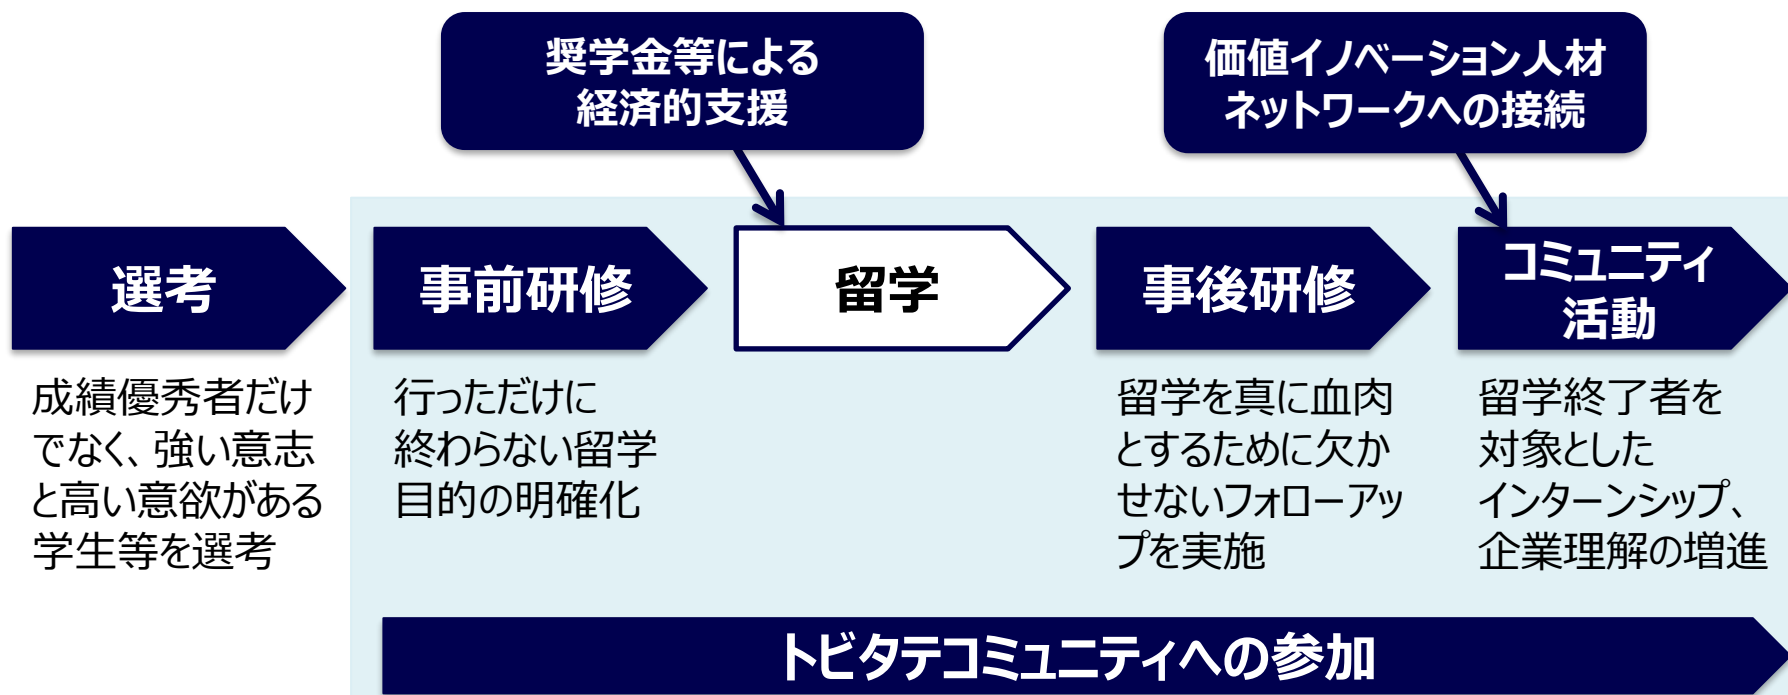 奨学金等による
経済的支援
価値イノベーション人材
ネットワークへの接続
選考
事前研修
留学
事後研修
コミュニティ
活動
成績優秀者だけ
でなく、強い意志
と高い意欲がある
学生等を選考
行っただけに
終わらない留学
目的の明確化
留学を真に血肉
とするために欠か
せないフォローアッ
プを実施
留学終了者を
対象とした
インターンシップ、
企業理解の増進
トビタテコミュニティへの参加